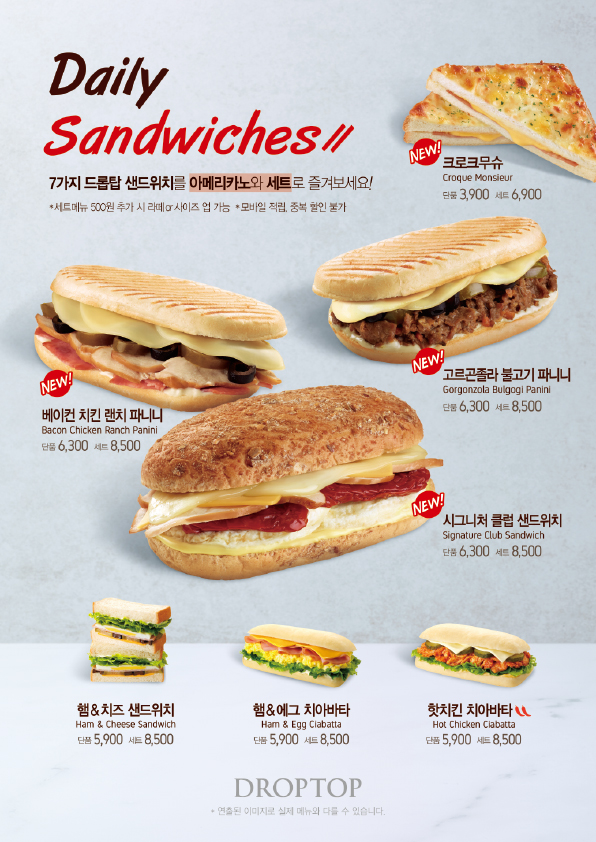 Daily
Sandwiches
7가지 드롭탑 샌드위치를 아메리카노와 세트로 즐겨보세요!
*세트메뉴 500원 추가 시 라떼 or 사이즈 업 가능 *모바일 적립, 중복 할인 불가
NEW!
크로크무슈
Croque Monsieur
단품 3,900 세트 6,900
NEW!
고르곤졸라 불고기 파니니
Gorgonzola Bulgogi Panini
단품 6,300 세트 8,500
NEW!
베이컨 치킨 랜치 파니니
Bacon Chicken Ranch Panini
단품 6,300 세트 8,500
NEW!
시그니처 클럽 샌드위치
Signature Club Sandwich
단품 6,300 세트 8,500
햄&치즈 샌드위치
Ham & Cheese Sandwich
단품 5,900 세트 8,500
햄&에그 치아바타
Ham & Egg Ciabatta
단품 5,900 세트 8,500
핫치킨 치아바타
Hot Chicken Ciabatta
단품 5,900 세트 8,500
DROPTOP
* 연출된 이미지로 실제 메뉴와 다를 수 있습니다.